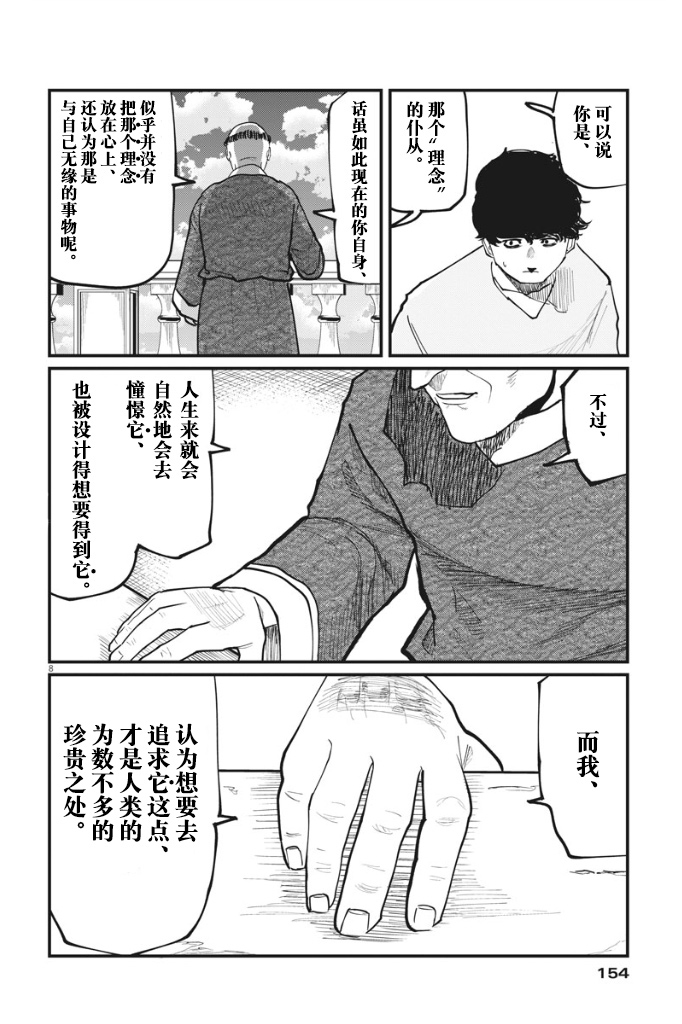 可以说
你是、
那个“理念”
的仆从。
话虽如此现在的你自身、
似乎并没有
把那个理念
放在心上、
还认为那是
与自己无缘的事物呢。
不过、
人生来就会
自然地会去
憧憬它、
也被设计得想要得到它。
8
而我、
认为想要去
追求它这点、
才是人类的
为数不多的
珍贵之处。
154